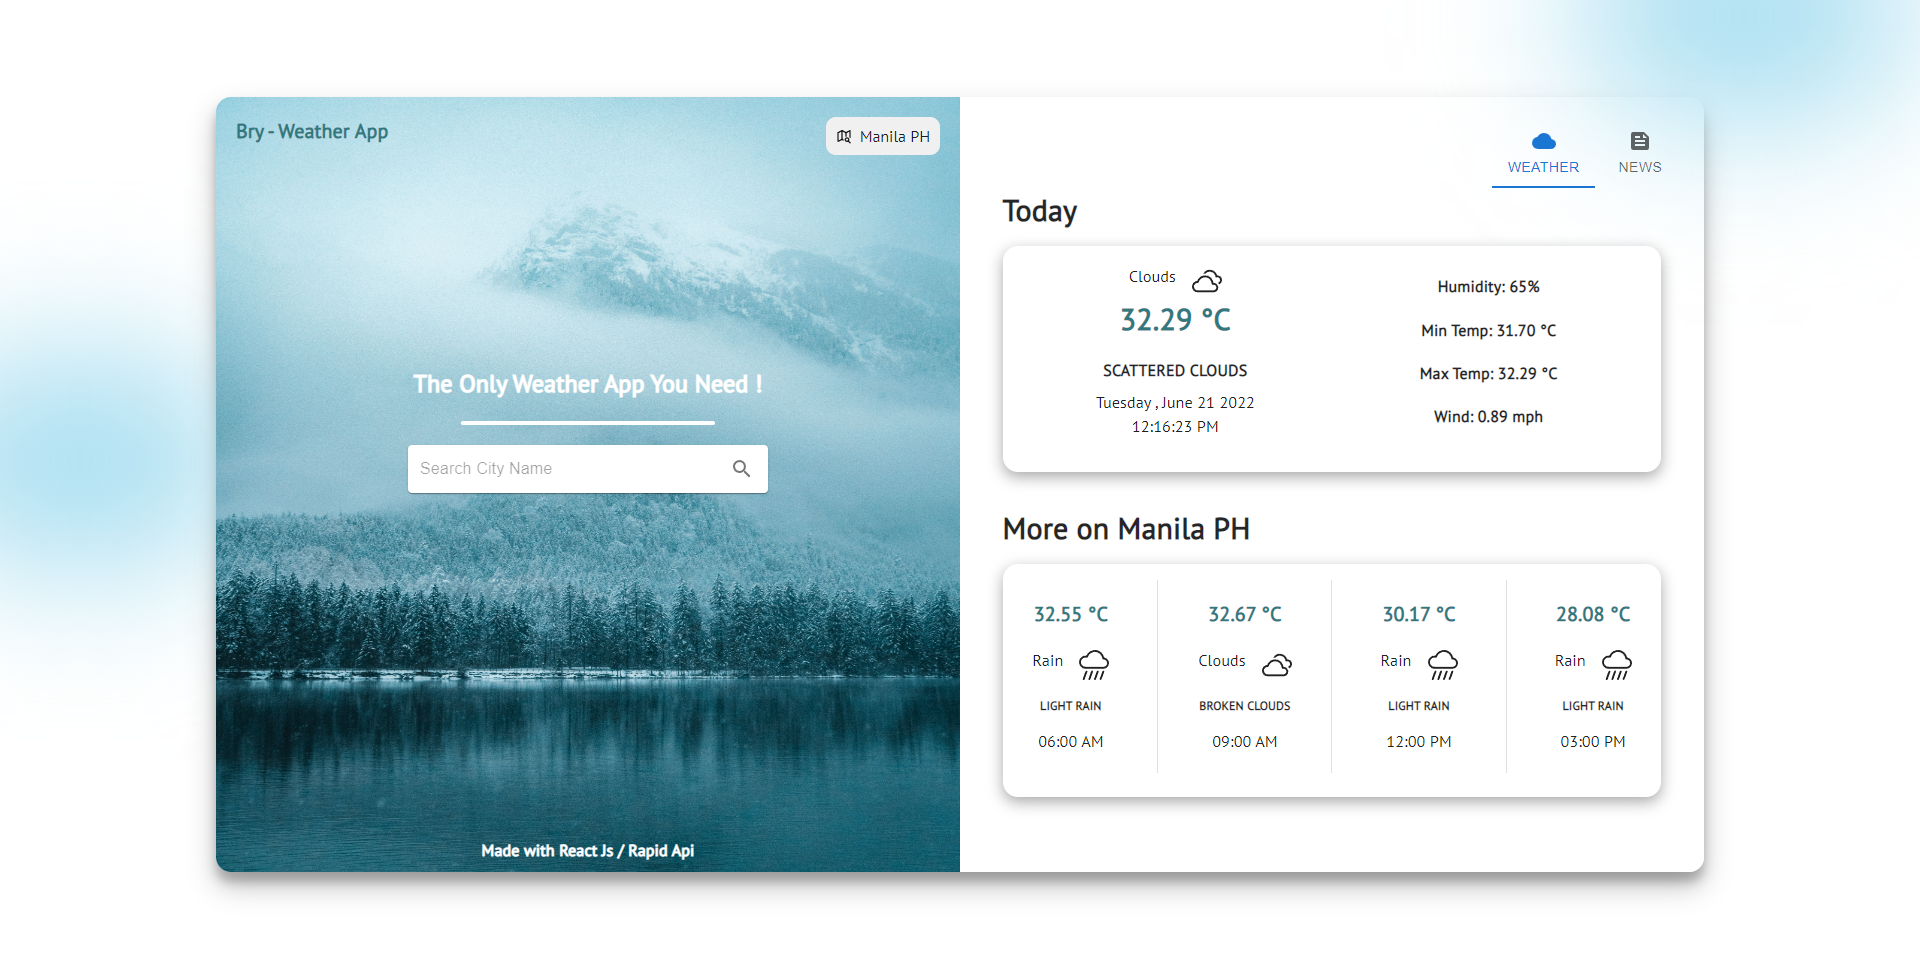 Bry - Weather App
Manila PH
The Only Weather App You Need !
Search City Name
Made with React Js / Rapid Api
WEATHER
NEWS
Today
Clouds
32.29 °C
SCATTERED CLOUDS
Tuesday , June 21 2022
12:16:23 PM
Humidity: 65%
Min Temp: 31.70 °C
Max Temp: 32.29 °C
Wind: 0.89 mph
More on Manila PH
32.55 °C
Rain
LIGHT RAIN
06:00 AM
32.67 °C
Clouds
BROKEN CLOUDS
09:00 AM
30.17 °C
Rain
LIGHT RAIN
12:00 PM
28.08 °C
Rain
LIGHT RAIN
03:00 PM